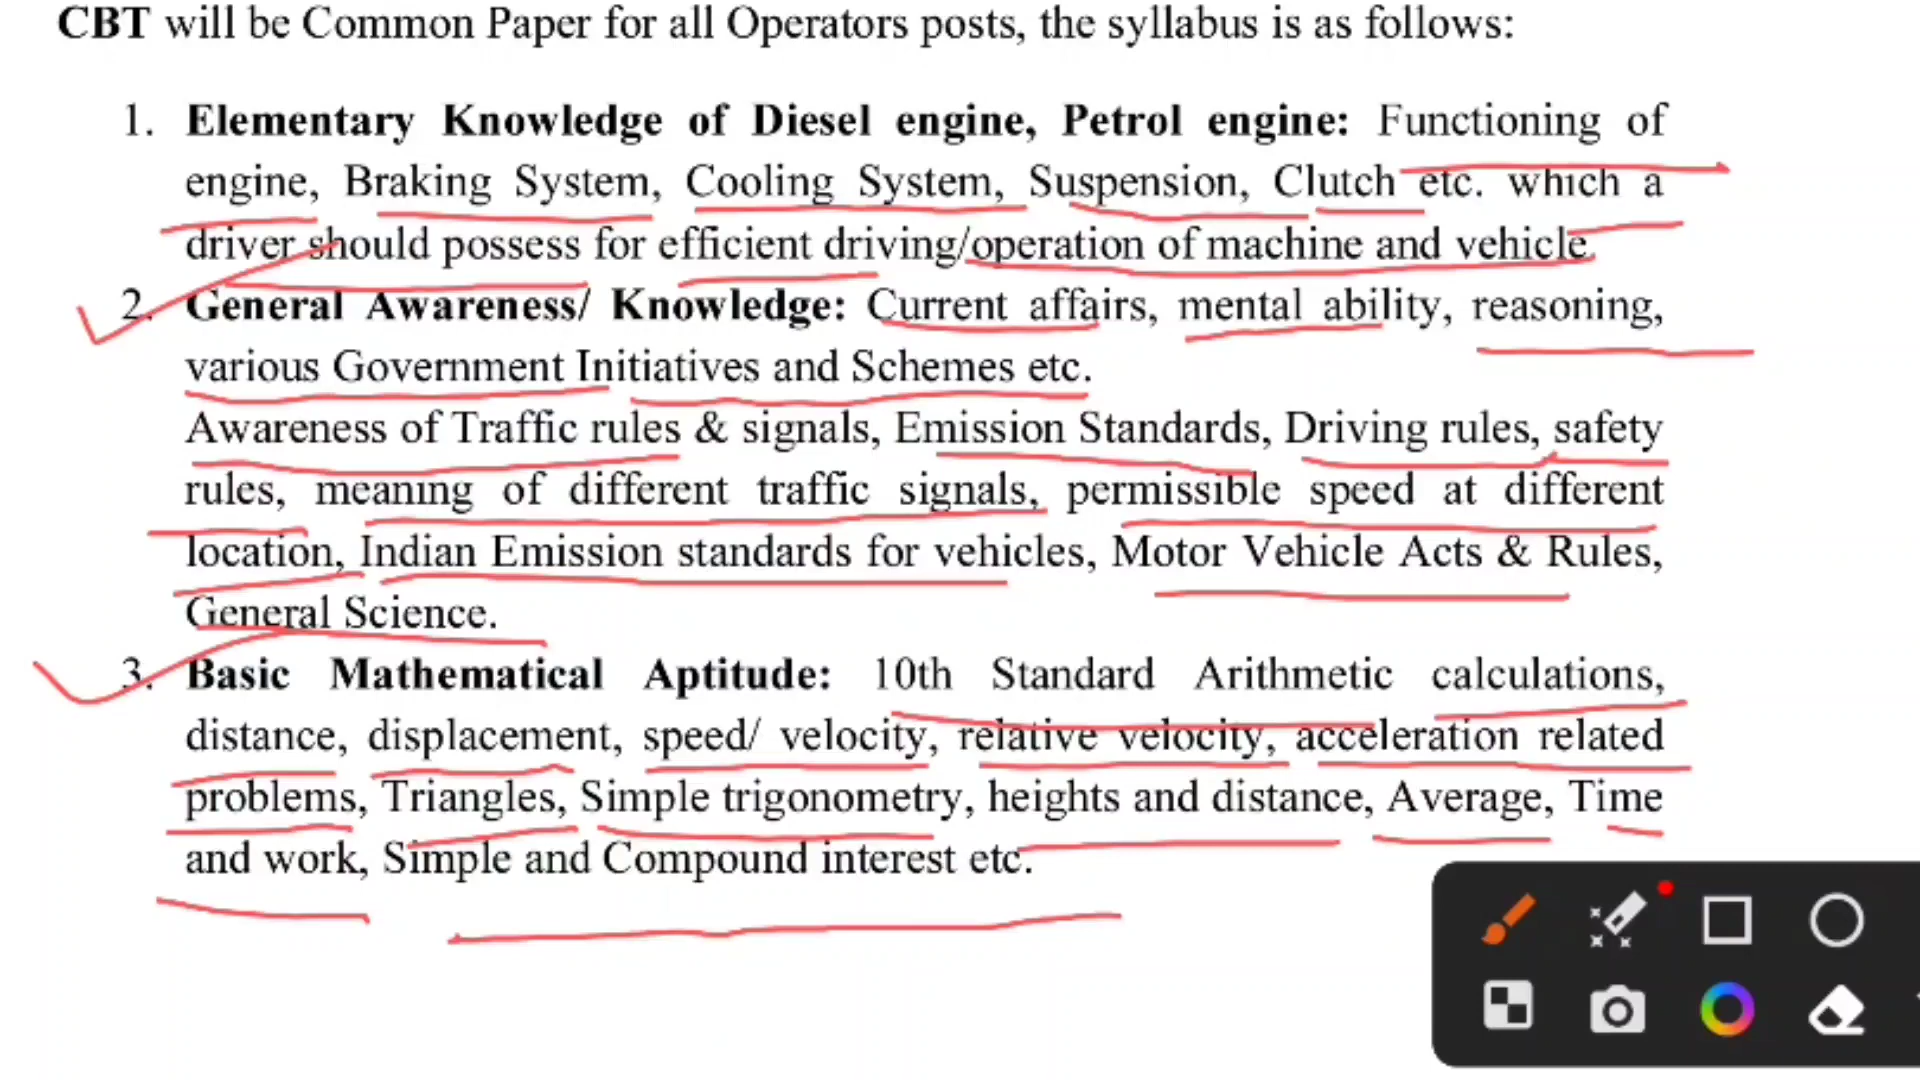 CBT will be Common Paper for all Operators posts, the syllabus is as follows:
1. Elementary Knowledge of Diesel engine, Petrol engine: Functioning of
engine, Braking System, Cooling System, Suspension, Clutch etc. which a
driver should possess for efficient driving/operation of machine and vehicle.
2. General Awareness/ Knowledge: Current affairs, mental ability, reasoning,
various Government Initiatives and Schemes etc.
Awareness of Traffic rules & signals, Emission Standards, Driving rules, safety
rules, meaning of different traffic signals, permissible speed at different
location, Indian Emission standards for vehicles, Motor Vehicle Acts & Rules,
General Science.
3. Basic Mathematical Aptitude: 10th Standard Arithmetic calculations,
distance, displacement, speed/ velocity, relative velocity, acceleration related
problems, Triangles, Simple trigonometry, heights and distance, Average, Time
and work, Simple and Compound interest etc.